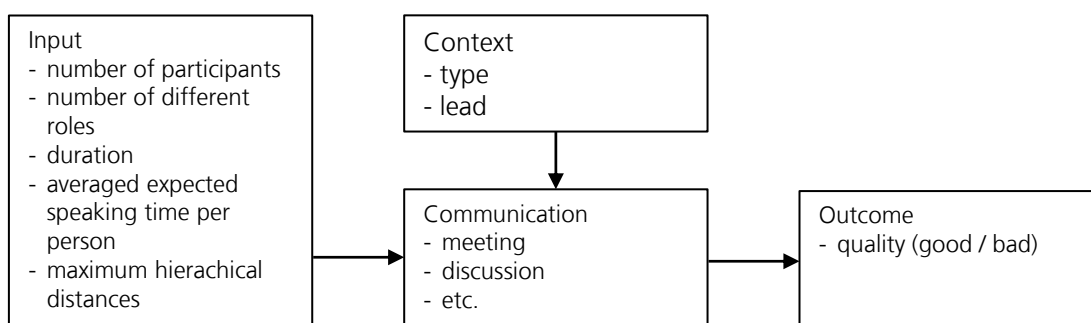 Input
- number of participants
- number of different
roles
- duration
- averaged expected
speaking time per
person
- maximum hierachical
distances
Context
- type
- lead
Communication
- meeting
- discussion
- etc.
Outcome
- quality (good / bad)